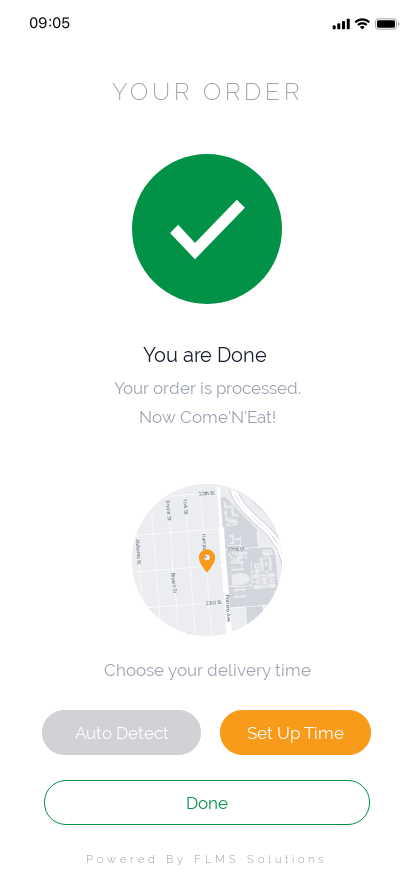 09:05
YOUR ORDER
You are Done
Your order is processed.
Now Come'N'Eat!
20th St
York St
Bryant St
Alabama St
22nd St
Bryant St
23rd St
Potrero Ave
Choose your delivery time
Auto Detect
Set Up Time
Done
Powered By FLMS Solutions